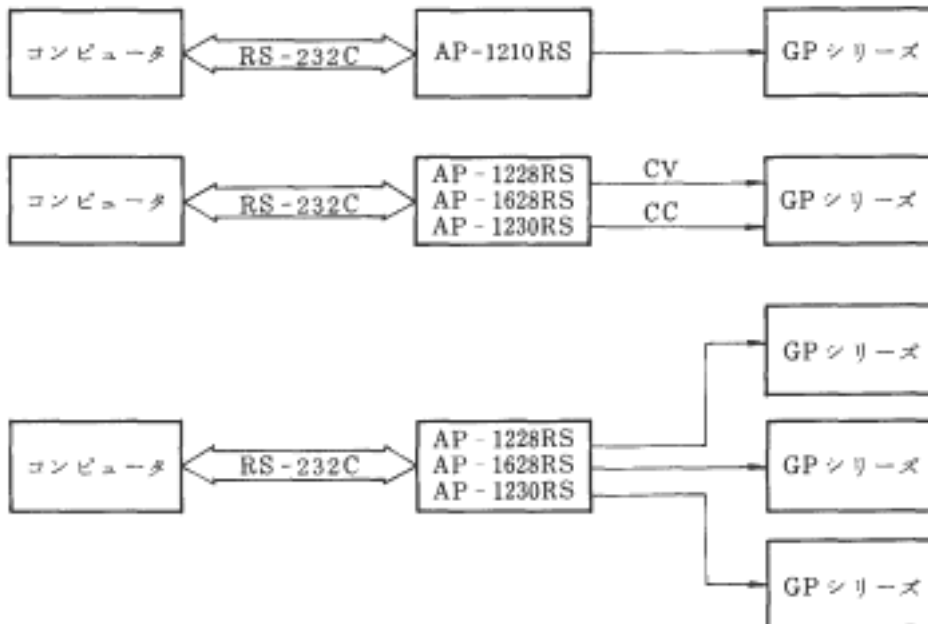 コンピュータ
RS-232C
AP-1210RS
GPシリーズ
コンピュータ
RS-232C
AP-1228RS
AP-1628RS
AP-1230RS
CV
CC
GPシリーズ
GPシリーズ
コンピュータ
RS-232C
AP-1228RS
AP-1628RS
AP-1230RS
GPシリーズ
GPシリーズ